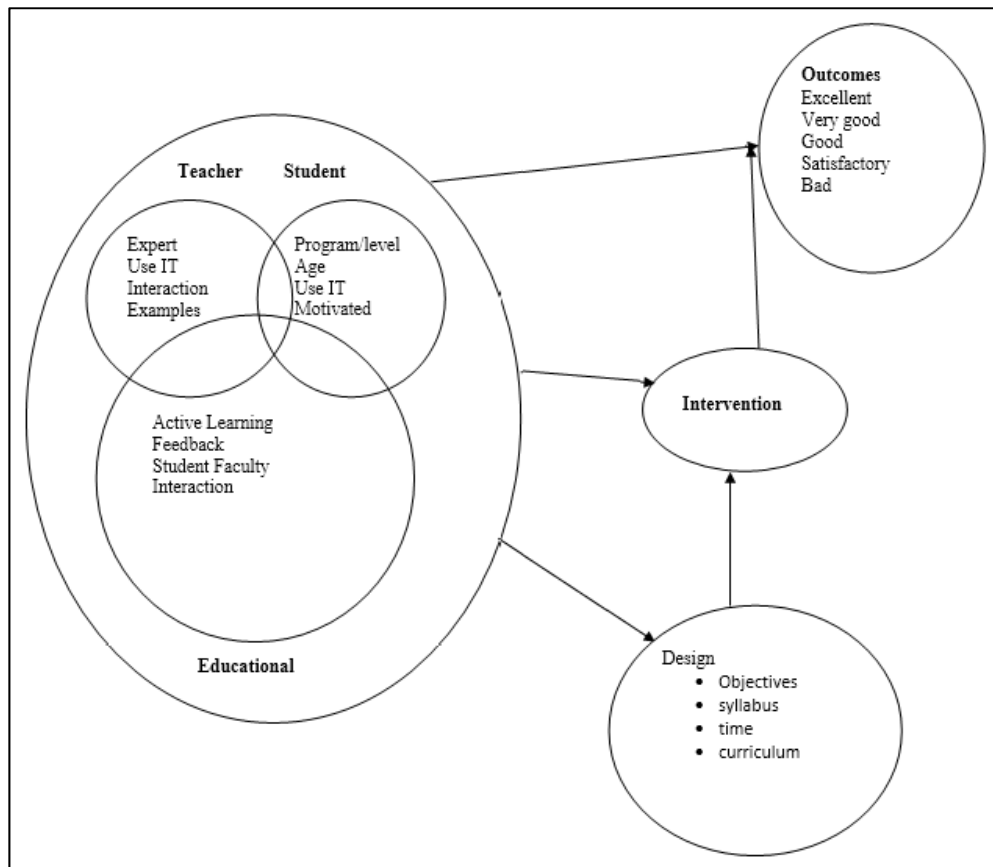 Outcomes
Excellent
Very good
Good
Satisfactory
Bad
Teacher Student
Expert
Use IT
Interaction
Examples
Program/level
Age
Use IT
Motivated
Active Learning
Feedback
Student Faculty
Interaction
Educational
Intervention
Design
• Objectives
• syllabus
• time
• curriculum